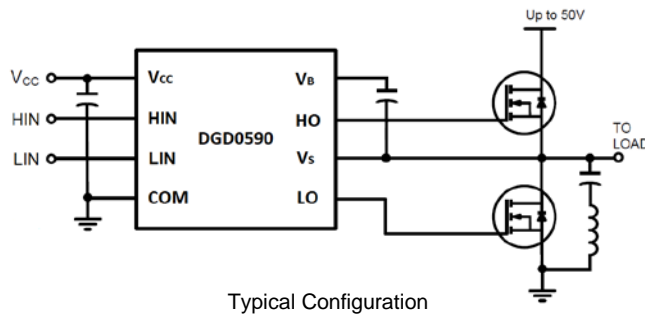 Up to 50V
VCC
VCC
VB
HIN
HIN
HO
DGD0590
TO
LOAD
LIN
LIN
VS
COM
LO
Typical Configuration